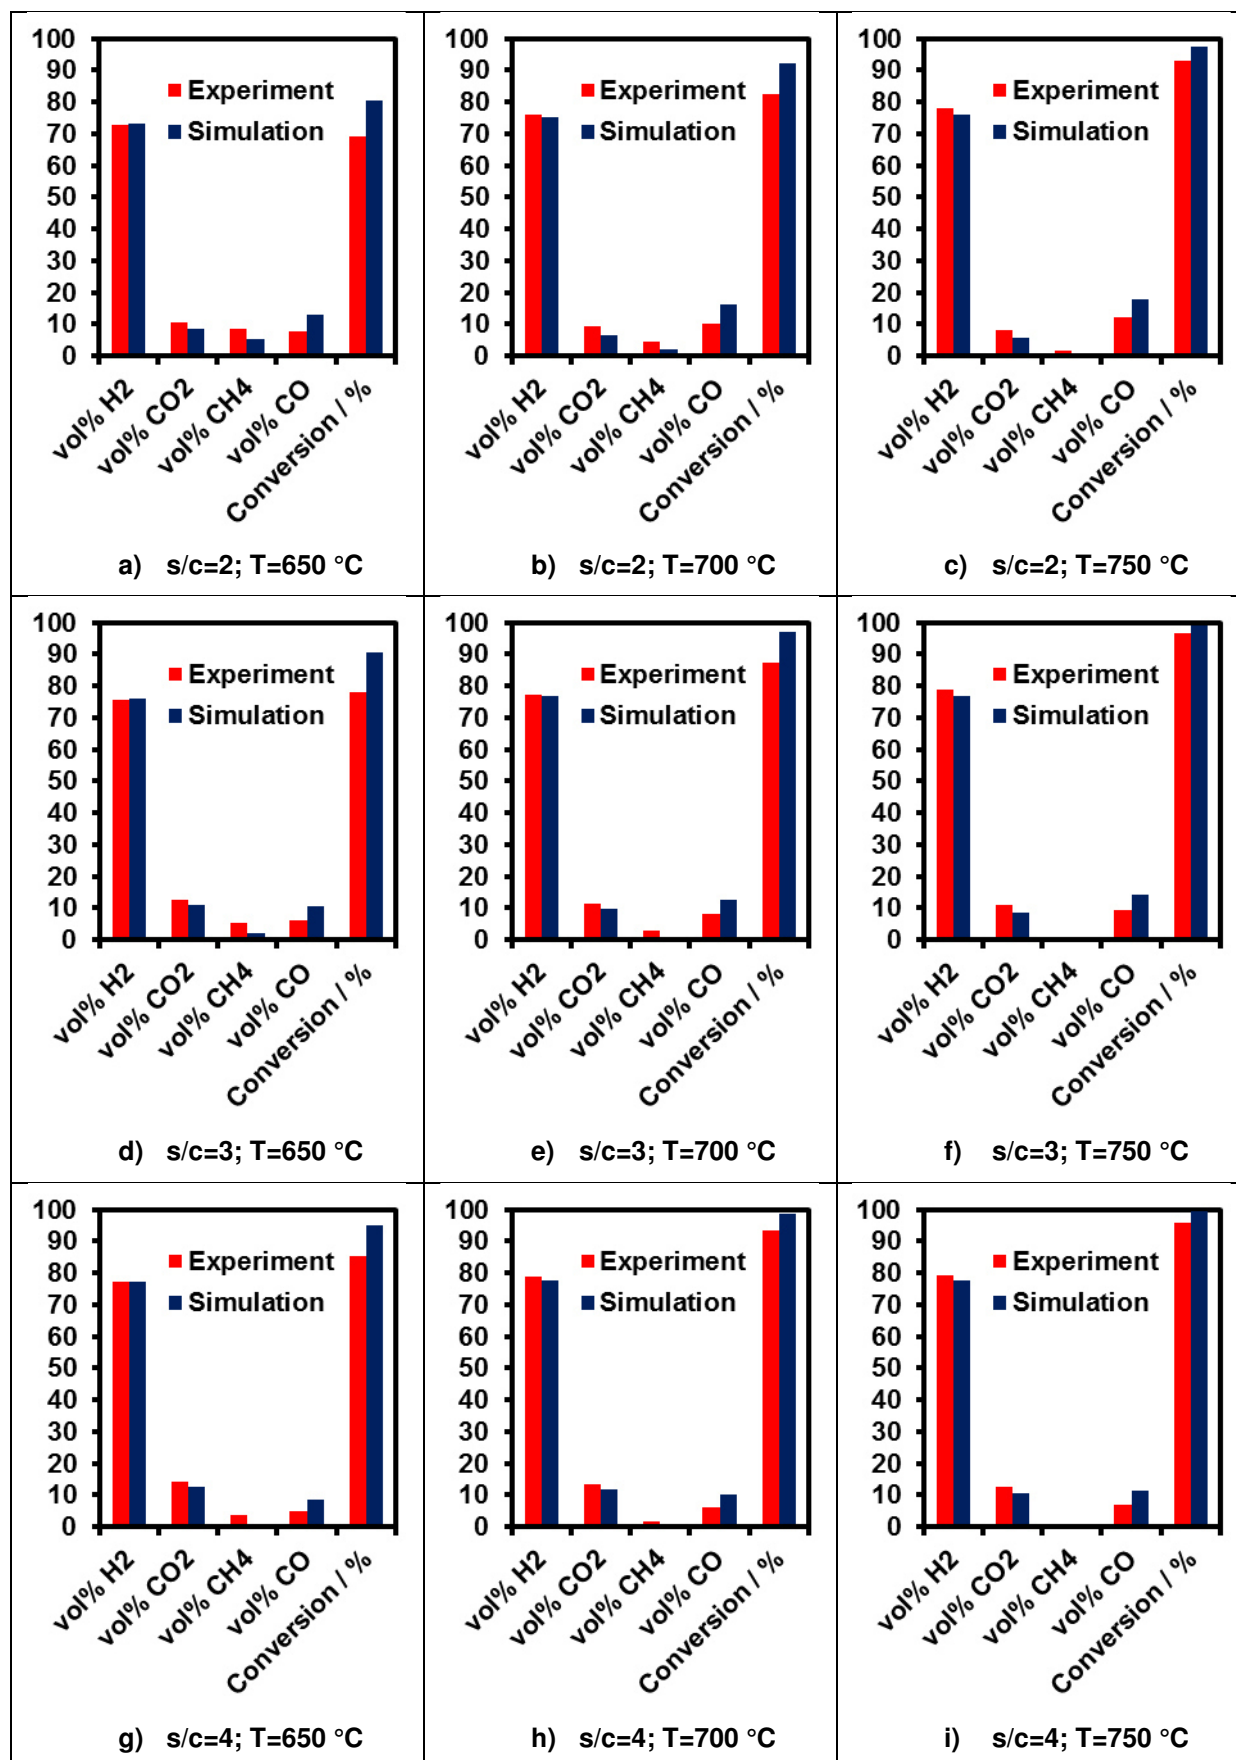 100
90
80
70
60
50
40
30
20
10
0
Experiment
Simulation
vol% H2
vol% CO2
vol% CH4
vol% CO
Conversion / %
a) s/c=2; T=650 °C
100
90
80
70
60
50
40
30
20
10
0
Experiment
Simulation
vol% H2
vol% CO2
vol% CH4
vol% CO
Conversion / %
b) s/c=2; T=700 °C
100
90
80
70
60
50
40
30
20
10
0
Experiment
Simulation
vol% H2
vol% CO2
vol% CH4
vol% CO
Conversion / %
c) s/c=2; T=750 °C
100
90
80
70
60
50
40
30
20
10
0
Experiment
Simulation
vol% H2
vol% CO2
vol% CH4
vol% CO
Conversion / %
d) s/c=3; T=650 °C
100
90
80
70
60
50
40
30
20
10
0
Experiment
Simulation
vol% H2
vol% CO2
vol% CH4
vol% CO
Conversion / %
e) s/c=3; T=700 °C
100
90
80
70
60
50
40
30
20
10
0
Experiment
Simulation
vol% H2
vol% CO2
vol% CH4
vol% CO
Conversion / %
f) s/c=3; T=750 °C
100
90
80
70
60
50
40
30
20
10
0
Experiment
Simulation
vol% H2
vol% CO2
vol% CH4
vol% CO
Conversion / %
g) s/c=4; T=650 °C
100
90
80
70
60
50
40
30
20
10
0
Experiment
Simulation
vol% H2
vol% CO2
vol% CH4
vol% CO
Conversion / %
h) s/c=4; T=700 °C
100
90
80
70
60
50
40
30
20
10
0
Experiment
Simulation
vol% H2
vol% CO2
vol% CH4
vol% CO
Conversion / %
i) s/c=4; T=750 °C